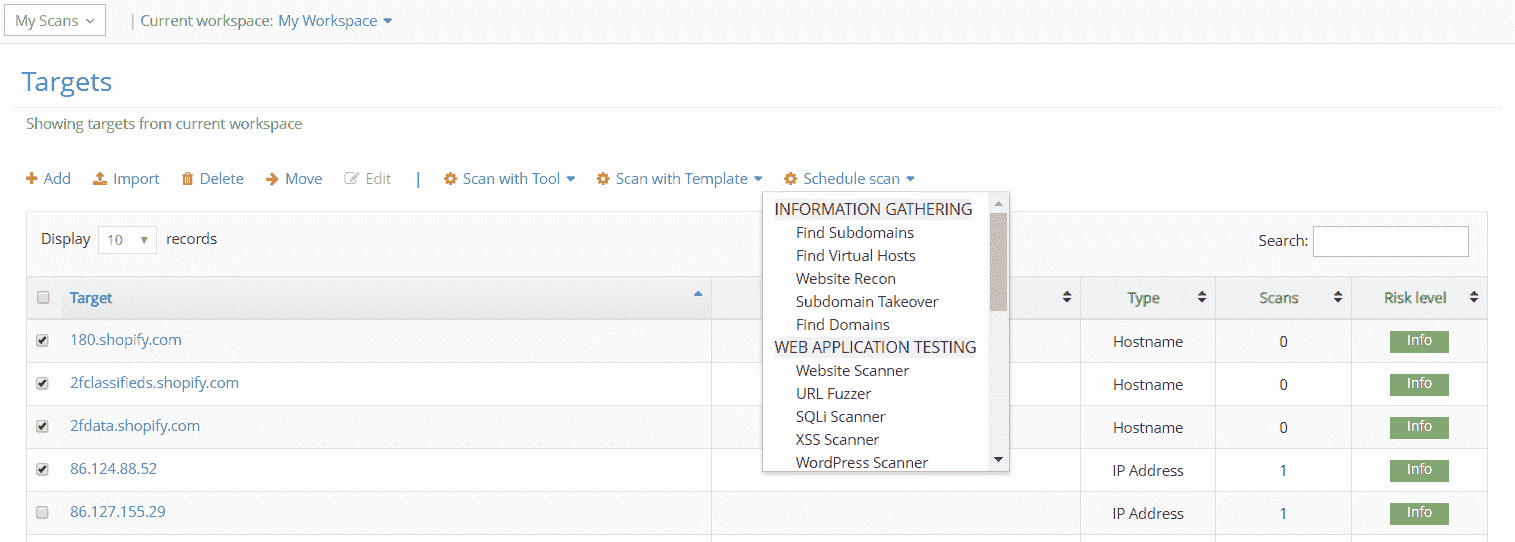 My Scans | Current workspace: My Workspace
Targets
Showing targets from current workspace
Add Import Delete Move Edit | Scan with Tool Scan with Template Schedule scan
INFORMATION GATHERING
Find Subdomains
Find Virtual Hosts
Website Recon
Subdomain Takeover
Find Domains
WEB APPLICATION TESTING
Website Scanner
URL Fuzzer
SQLi Scanner
XSS Scanner
WordPress Scanner
Display 10 records Search:
Target Type Scans Risk level
180.shopify.com Hostname 0 Info
2fclassifieds.shopify.com Hostname 0 Info
2fdata.shopify.com Hostname 0 Info
86.124.88.52 IP Address 1 Info
86.127.155.29 IP Address 1 Info